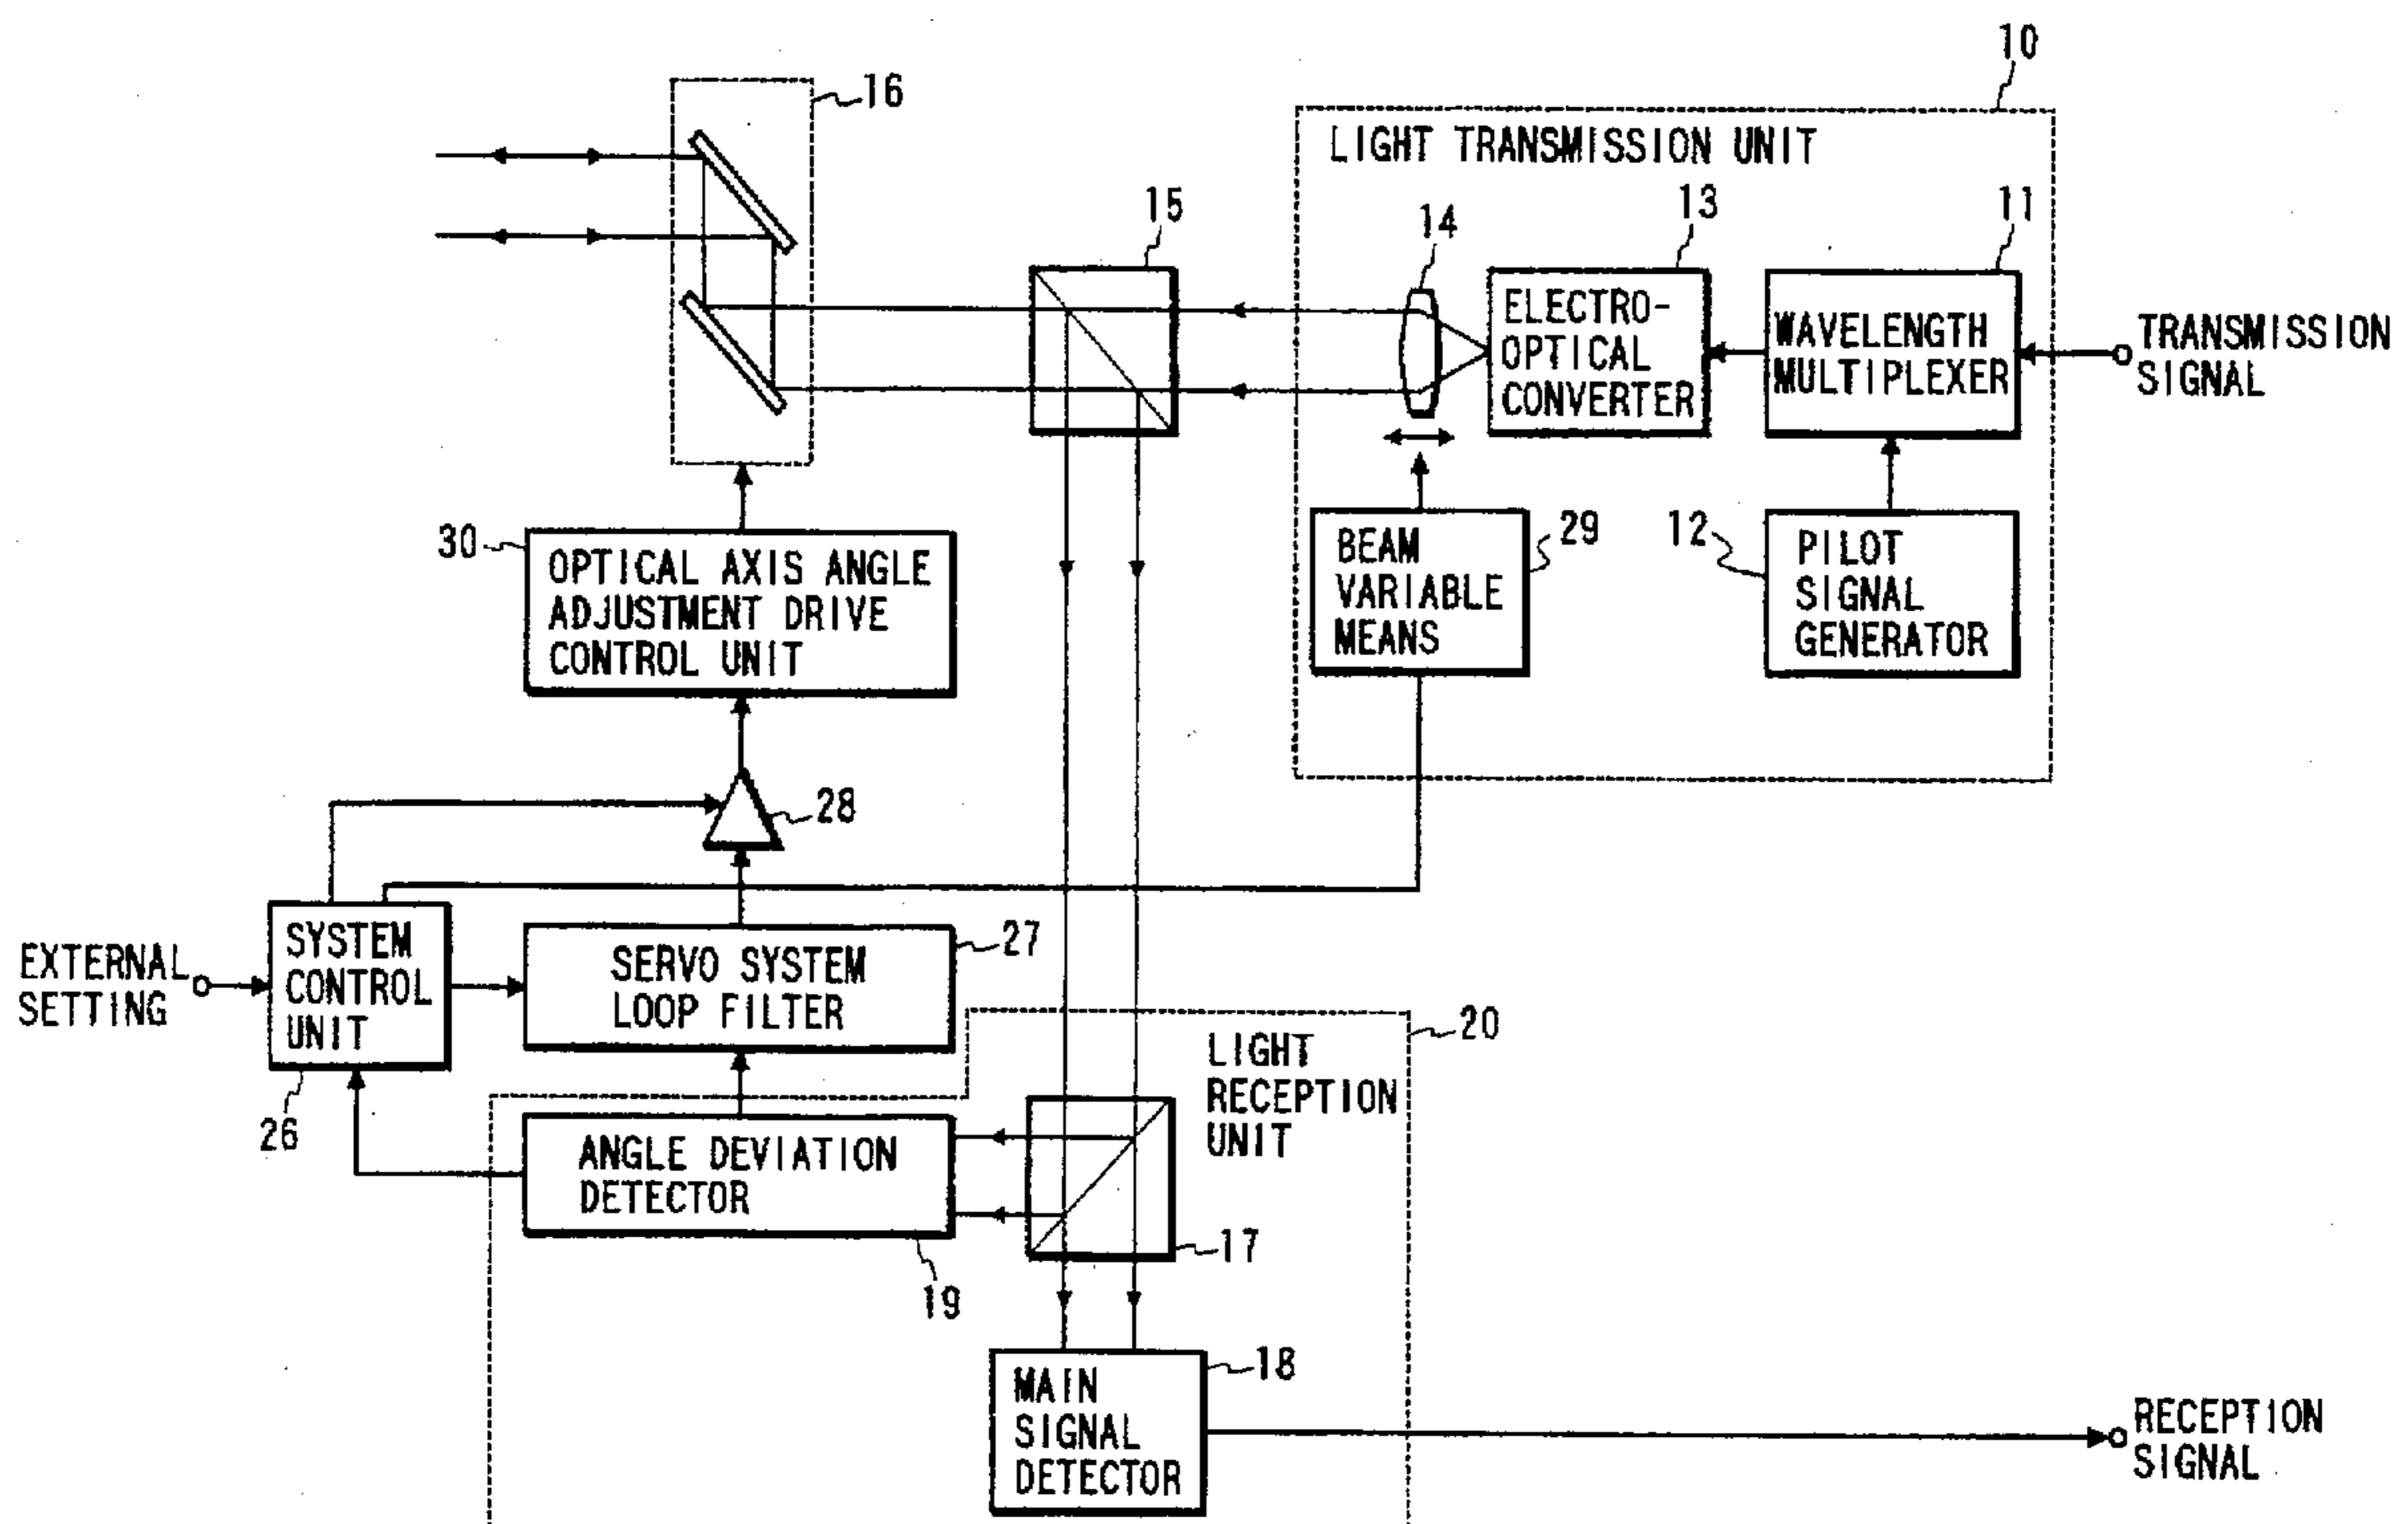 10
16
LIGHT TRANSMISSION UNIT
15
14
13
11
ELECTRO-
OPTICAL
CONVERTER
WAVELENGTH
MULTIPLEXER
TRANSMISSION
SIGNAL
30
OPTICAL AXIS ANGLE
ADJUSTMENT DRIVE
CONTROL UNIT
BEAM
VARIABLE
MEANS
29
12
PILOT
SIGNAL
GENERATOR
28
EXTERNAL
SETTING
SYSTEM
CONTROL
UNIT
26
SERVO SYSTEM
LOOP FILTER
27
20
LIGHT
RECEPTION
UNIT
ANGLE DEVIATION
DETECTOR
19
17
MAIN
SIGNAL
DETECTOR
18
RECEPTION
SIGNAL